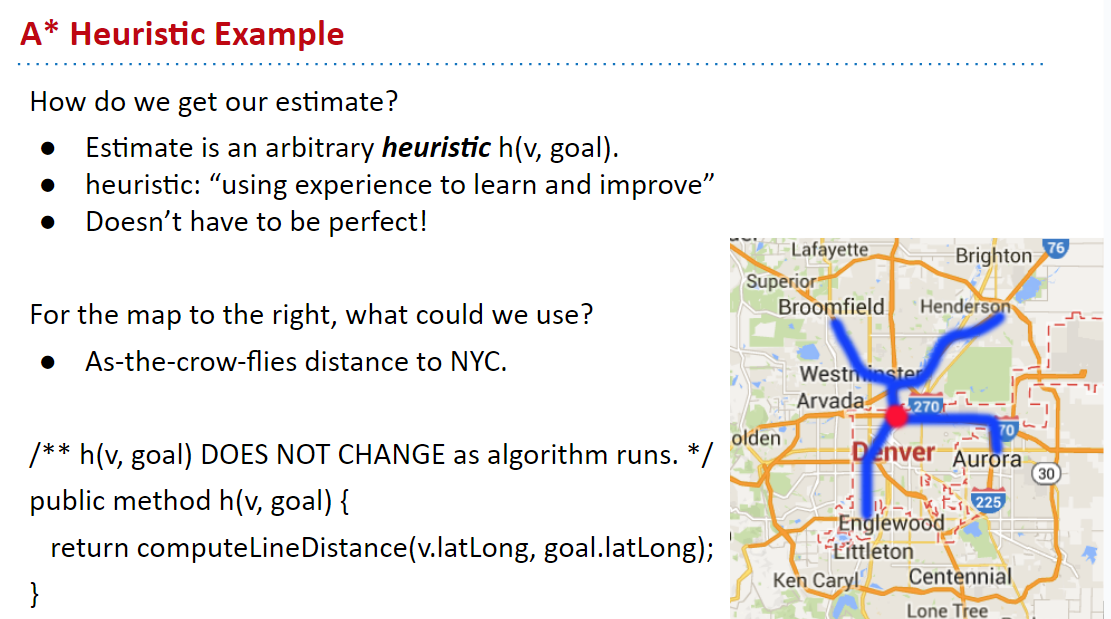 A* Heuristic Example
How do we get our estimate?
● Estimate is an arbitrary heuristic h(v, goal).
● heuristic: “using experience to learn and improve”
● Doesn’t have to be perfect!
For the map to the right, what could we use?
● As-the-crow-flies distance to NYC.
/** h(v, goal) DOES NOT CHANGE as algorithm runs. */
public method h(v, goal) {
return computeLineDistance(v.latLong, goal.latLong);
}
Lafayette
76
Brighton
Superior
Broomfield
Henderson
Westminster
Arvada
270
olden
70
Denver
Aurora
30
225
Englewood
Littleton
Ken Caryl
Centennial
Lone Tree